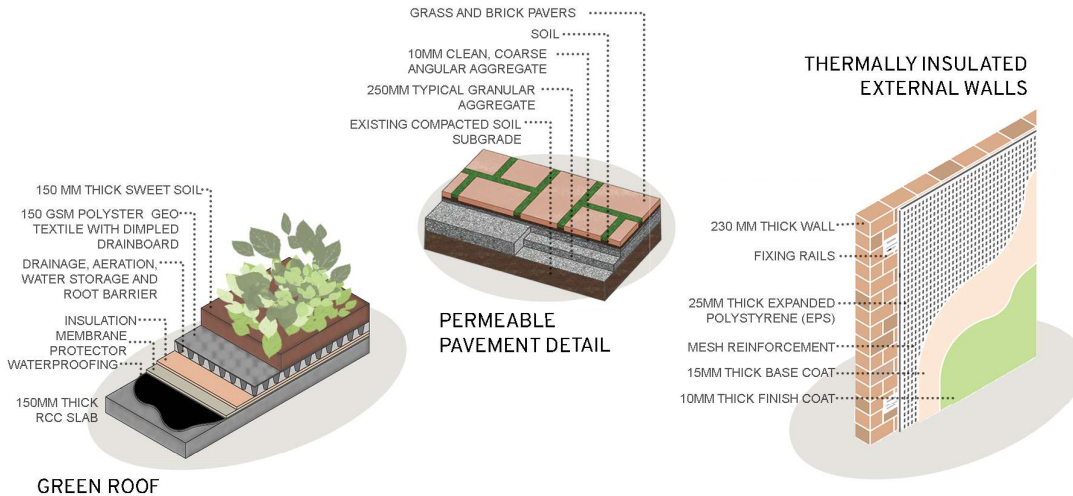 GRASS AND BRICK PAVERS
SOIL
10MM CLEAN, COARSE
ANGULAR AGGREGATE
250MM TYPICAL GRANULAR
AGGREGATE
EXISTING COMPACTED SOIL
SUBGRADE
PERMEABLE
PAVEMENT DETAIL
150 MM THICK SWEET SOIL
150 GSM POLYSTER GEO
TEXTILE WITH DIMPLED
DRAINBOARD
DRAINAGE, AERATION,
WATER STORAGE AND
ROOT BARRIER
INSULATION
MEMBRANE
PROTECTOR
WATERPROOFING
150MM THICK
RCC SLAB
GREEN ROOF
THERMALLY INSULATED
EXTERNAL WALLS
230 MM THICK WALL
FIXING RAILS
25MM THICK EXPANDED
POLYSTYRENE (EPS)
MESH REINFORCEMENT
15MM THICK BASE COAT
10MM THICK FINISH COAT